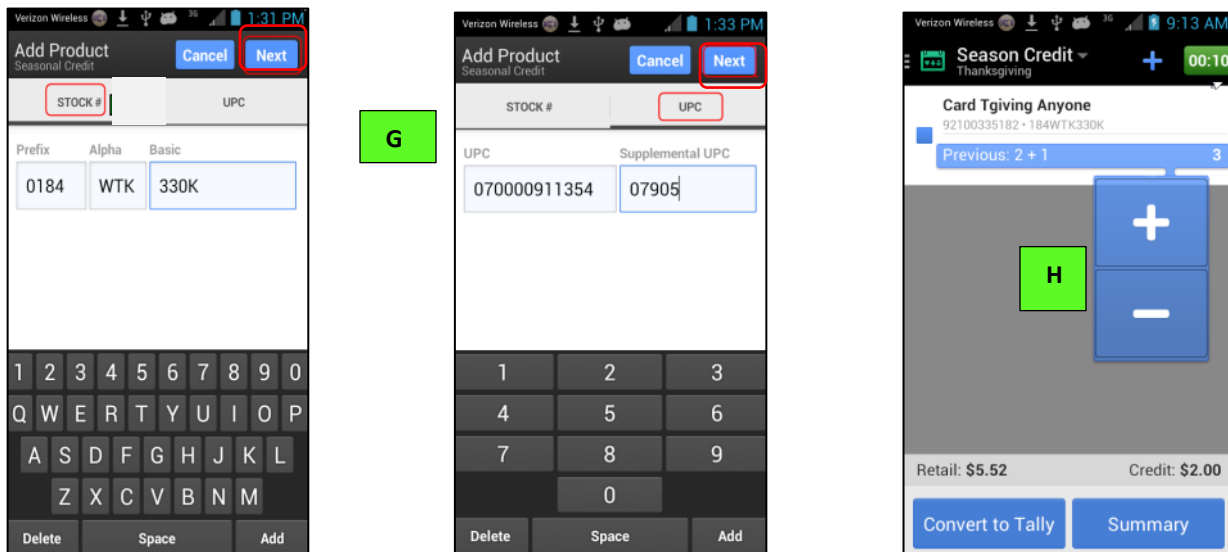 Verizon Wireless 3G 1:31 PM
Add Product
Seasonal Credit
Cancel Next
STOCK # UPC
Prefix Alpha Basic
0184 WTK 330K
1 2 3 4 5 6 7 8 9 0
Q W E R T Y U I O P
A S D F G H J K L
Z X C V B N M
Delete Space Add
G
Verizon Wireless 1:33 PM
Add Product
Seasonal Credit
Cancel Next
STOCK # UPC
UPC Supplemental UPC
070000911354 07905
1 2 3
4 5 6
7 8 9
0
Delete Space Add
Verizon Wireless 3G 9:13 AM
Season Credit + 00:10
Thanksgiving
Card Tgiving Anyone
92100335182 • 184WTK330K
Previous: 2 + 1 3
+
H
−
Retail: $5.52 Credit: $2.00
Convert to Tally Summary